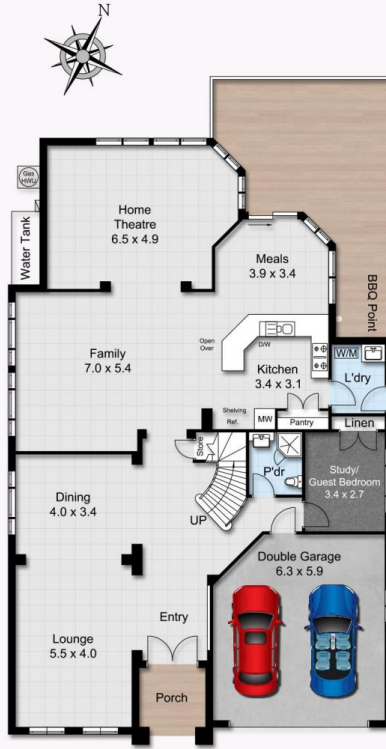 N
Gas
HWU
Water Tank
Home
Theatre
6.5 x 4.9
Meals
3.9 x 3.4
BBQ Point
Family
7.0 x 5.4
Open
Over
D/W
Kitchen
3.4 x 3.1
W/M
L'dry
Shelving
Ref.
MW
Pantry
Linen
Store
P'dr
Study/
Guest Bedroom
3.4 x 2.7
Dining
4.0 x 3.4
UP
Double Garage
6.3 x 5.9
Entry
Lounge
5.5 x 4.0
Porch